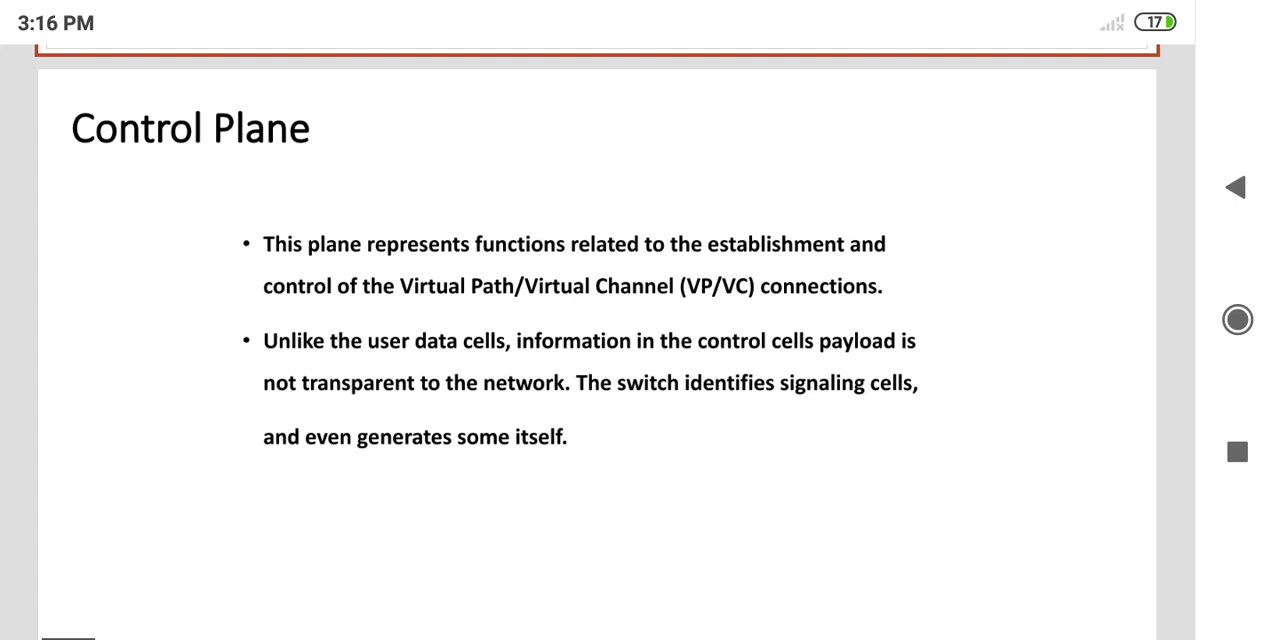 3:16 PM
17
Control Plane
• This plane represents functions related to the establishment and
control of the Virtual Path/Virtual Channel (VP/VC) connections.
• Unlike the user data cells, information in the control cells payload is
not transparent to the network. The switch identifies signaling cells,
and even generates some itself.